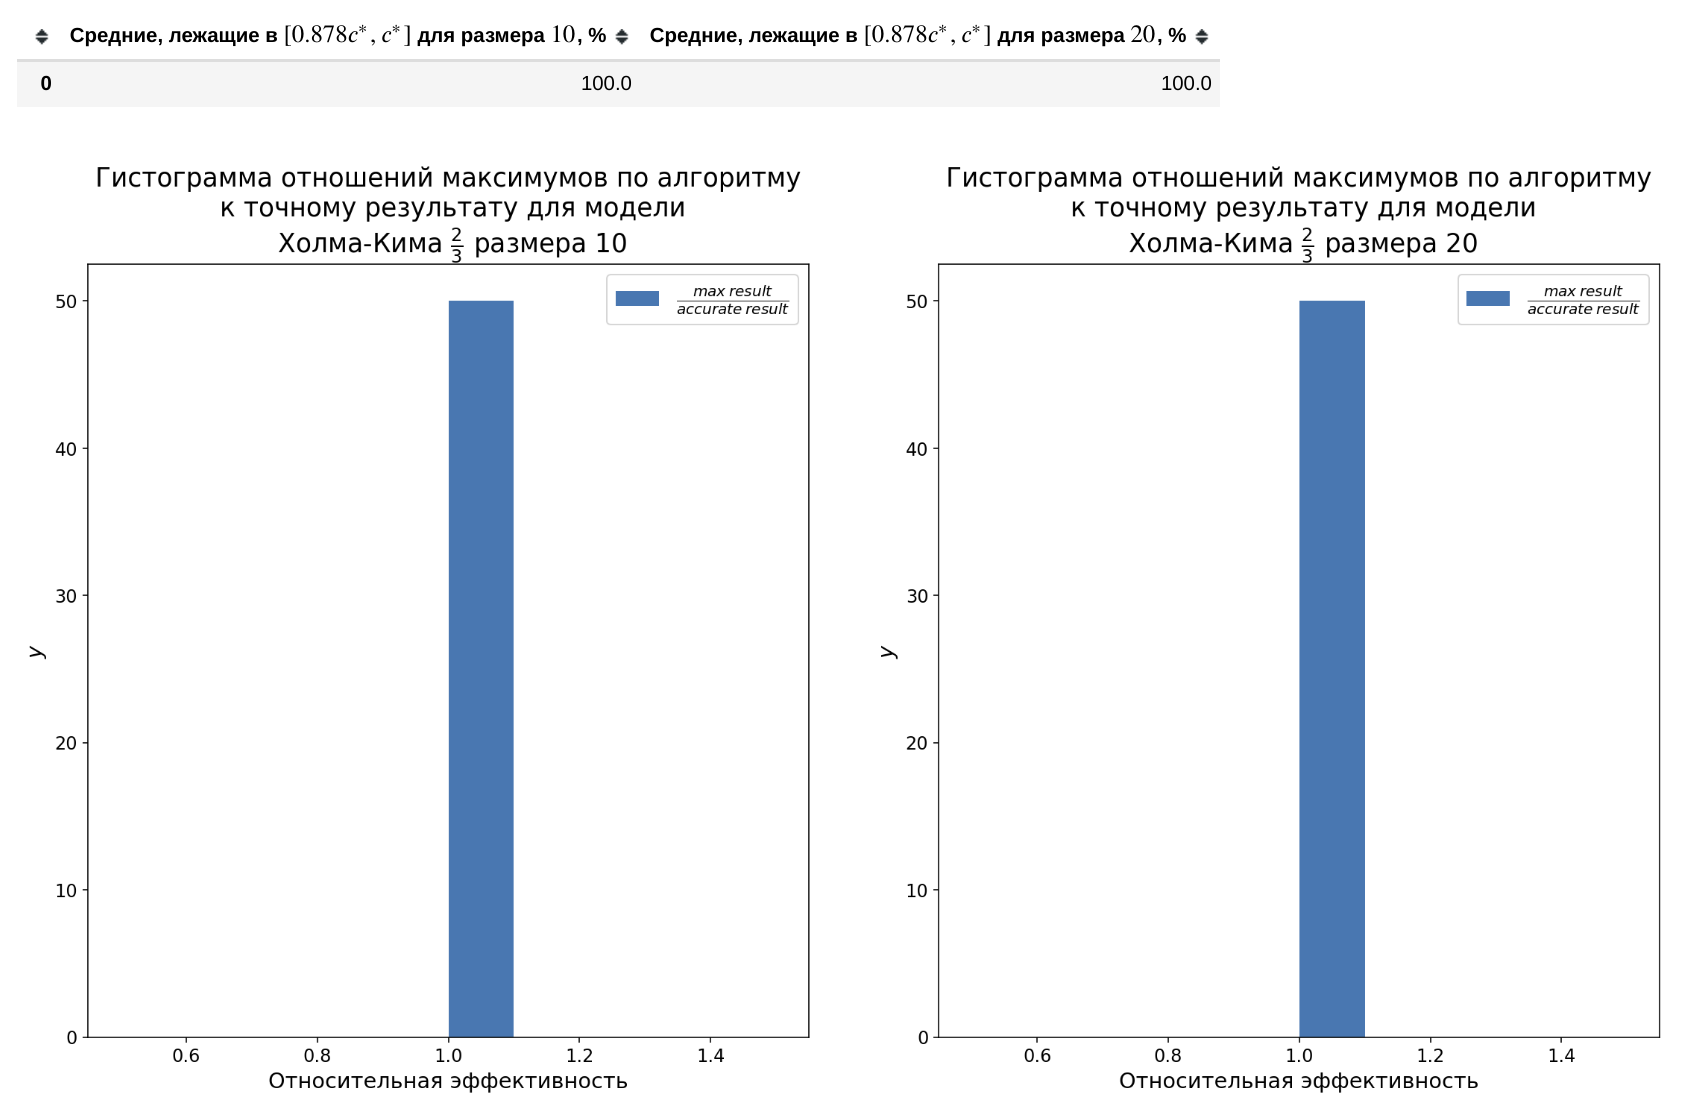 Средние, лежащие в [0.878c*, c*] для размера 10, % Средние, лежащие в [0.878c*, c*] для размера 20, %
0 100.0 100.0
Гистограмма отношений максимумов по алгоритму
к точному результату для модели
Холма-Кима 2/3 размера 10
max result
accurate result
50
40
30
20
10
0
y
0.6 0.8 1.0 1.2 1.4
Относительная эффективность
Гистограмма отношений максимумов по алгоритму
к точному результату для модели
Холма-Кима 2/3 размера 20
max result
accurate result
50
40
30
20
10
0
y
0.6 0.8 1.0 1.2 1.4
Относительная эффективность